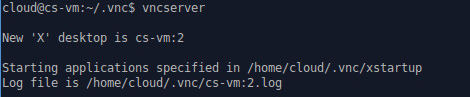 cloud@cs-vm:~/.vnc$ vncserver
New 'X' desktop is cs-vm:2
Starting applications specified in /home/cloud/.vnc/xstartup
Log file is /home/cloud/.vnc/cs-vm:2.log